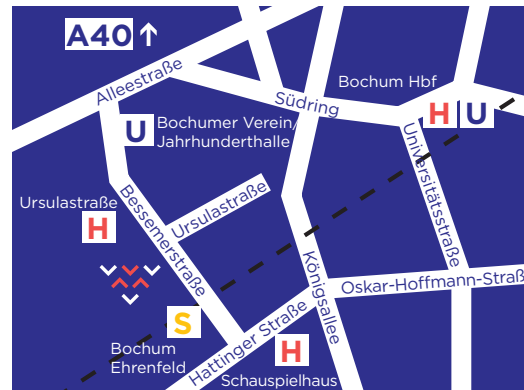 A40 ↑
Alleestraße
Südring
Bochum Hbf
H U
U
Bochumer Verein/
Jahrhunderthalle
Universitätsstraße
Ursulastraße
H
Bessemerstraße
Ursulastraße
Königsallee
Oskar-Hoffmann-Straß
S
Bochum
Ehrenfeld
Hattinger Straße
H
Schauspielhaus